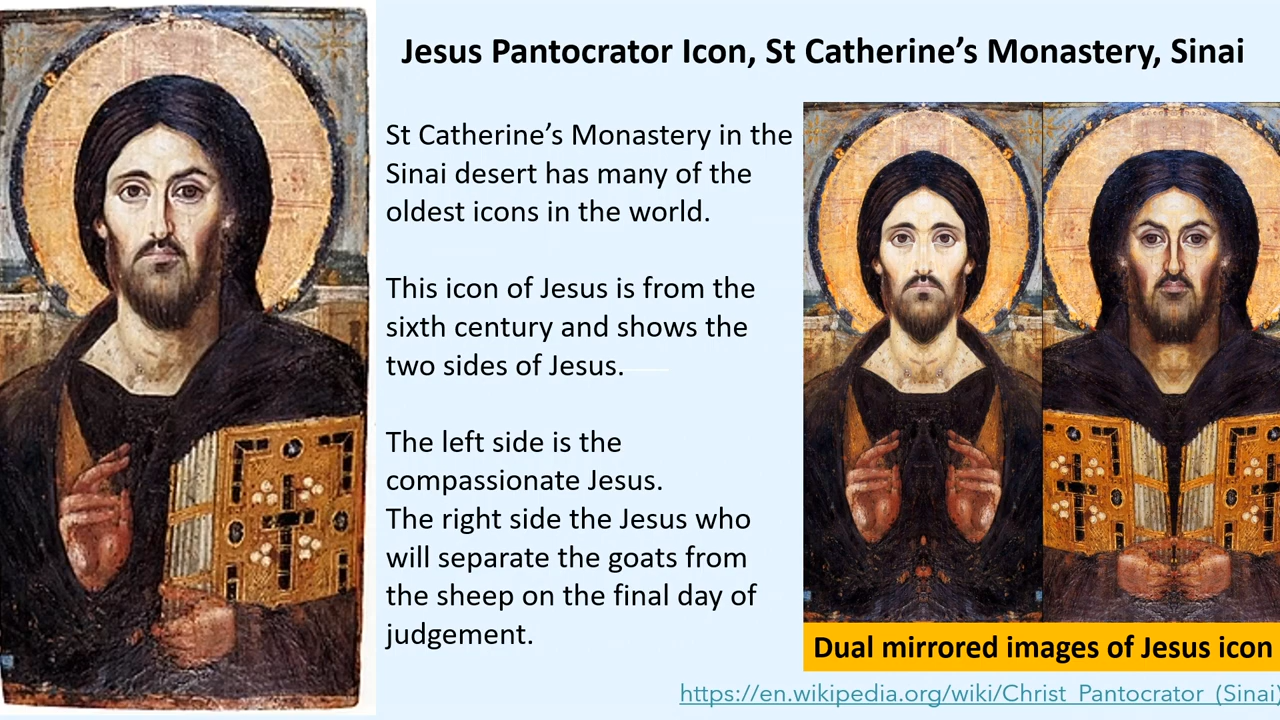 Jesus Pantocrator Icon, St Catherine’s Monastery, Sinai
St Catherine’s Monastery in the
Sinai desert has many of the
oldest icons in the world.
This icon of Jesus is from the
sixth century and shows the
two sides of Jesus.
The left side is the
compassionate Jesus.
The right side the Jesus who
will separate the goats from
the sheep on the final day of
judgement.
Dual mirrored images of Jesus icon
https://en.wikipedia.org/wiki/Christ_Pantocrator_(Sinai)